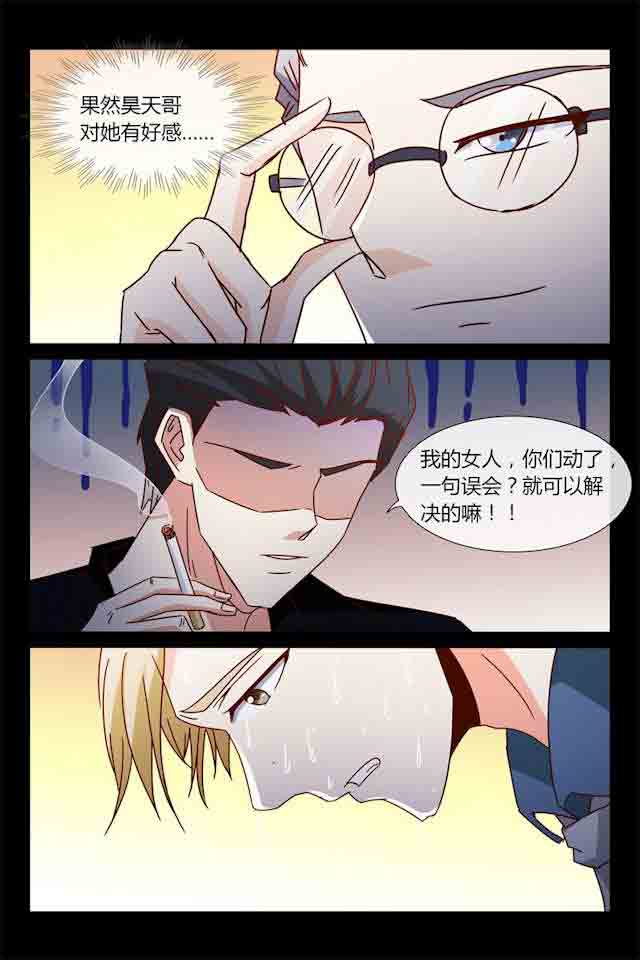 果然昊天哥
对她有好感......
我的女人，你们动了，
一句误会？就可以解
决的嘛！！